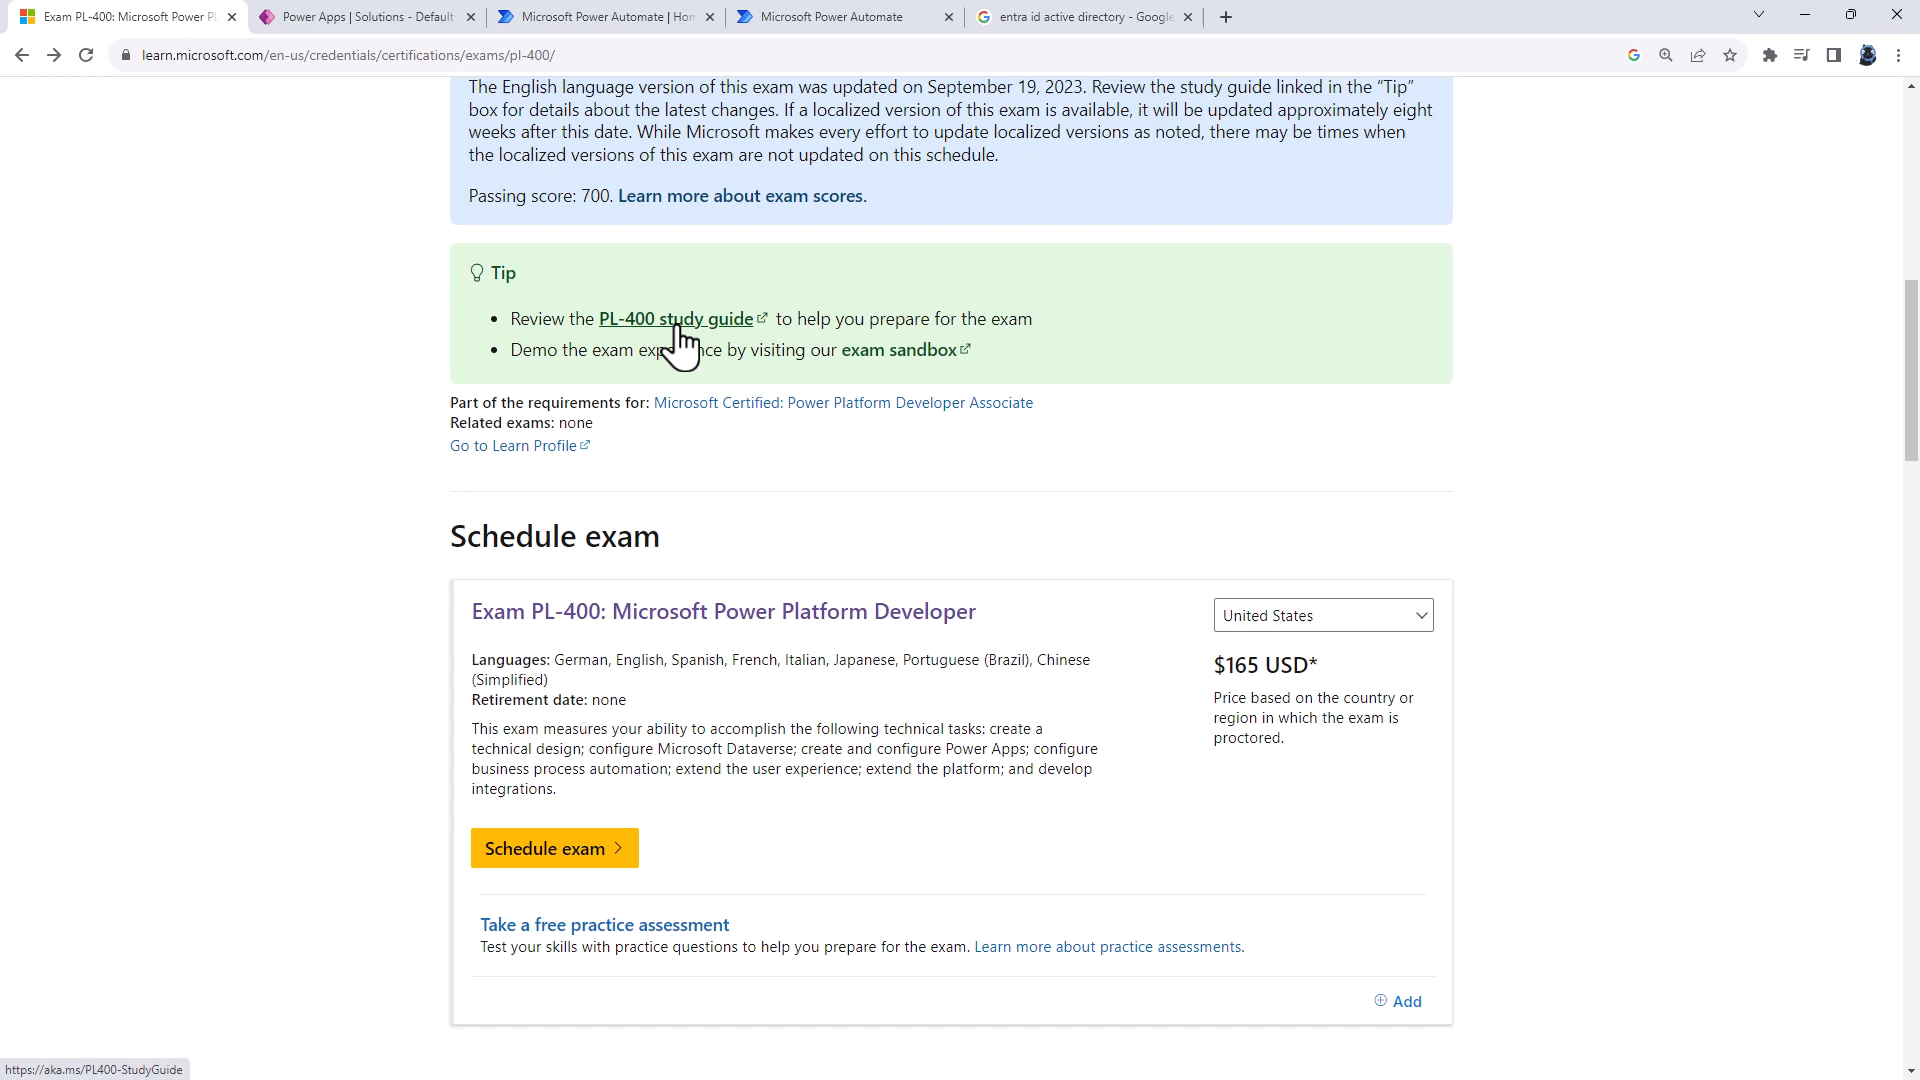 Exam PL-400: Microsoft Power Pl
Power Apps | Solutions - Default
Microsoft Power Automate | Hom
Microsoft Power Automate
entra id active directory - Google
learn.microsoft.com/en-us/credentials/certifications/exams/pl-400/
The English language version of this exam was updated on September 19, 2023. Review the study guide linked in the “Tip”
box for details about the latest changes. If a localized version of this exam is available, it will be updated approximately eight
weeks after this date. While Microsoft makes every effort to update localized versions as noted, there may be times when
the localized versions of this exam are not updated on this schedule.
Passing score: 700. Learn more about exam scores.
Tip
• Review the PL-400 study guide to help you prepare for the exam
• Demo the exam exp nce by visiting our exam sandbox
Part of the requirements for: Microsoft Certified: Power Platform Developer Associate
Related exams: none
Go to Learn Profile
Schedule exam
Exam PL-400: Microsoft Power Platform Developer
United States
Languages: German, English, Spanish, French, Italian, Japanese, Portuguese (Brazil), Chinese
(Simplified)
Retirement date: none
$165 USD*
Price based on the country or
region in which the exam is
proctored.
This exam measures your ability to accomplish the following technical tasks: create a
technical design; configure Microsoft Dataverse; create and configure Power Apps; configure
business process automation; extend the user experience; extend the platform; and develop
integrations.
Schedule exam >
Take a free practice assessment
Test your skills with practice questions to help you prepare for the exam. Learn more about practice assessments.
Add
https://aka.ms/PL400-StudyGuide